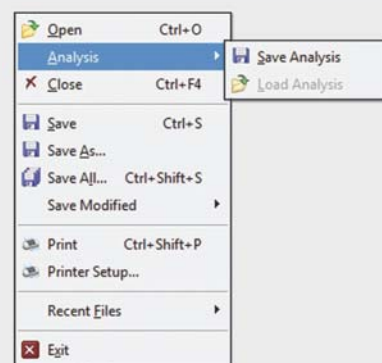 Open Ctrl+O
Analysis
Save Analysis
Load Analysis
Close Ctrl+F4
Save Ctrl+S
Save As...
Save All... Ctrl+Shift+S
Save Modified
Print Ctrl+Shift+P
Printer Setup...
Recent Files
Exit